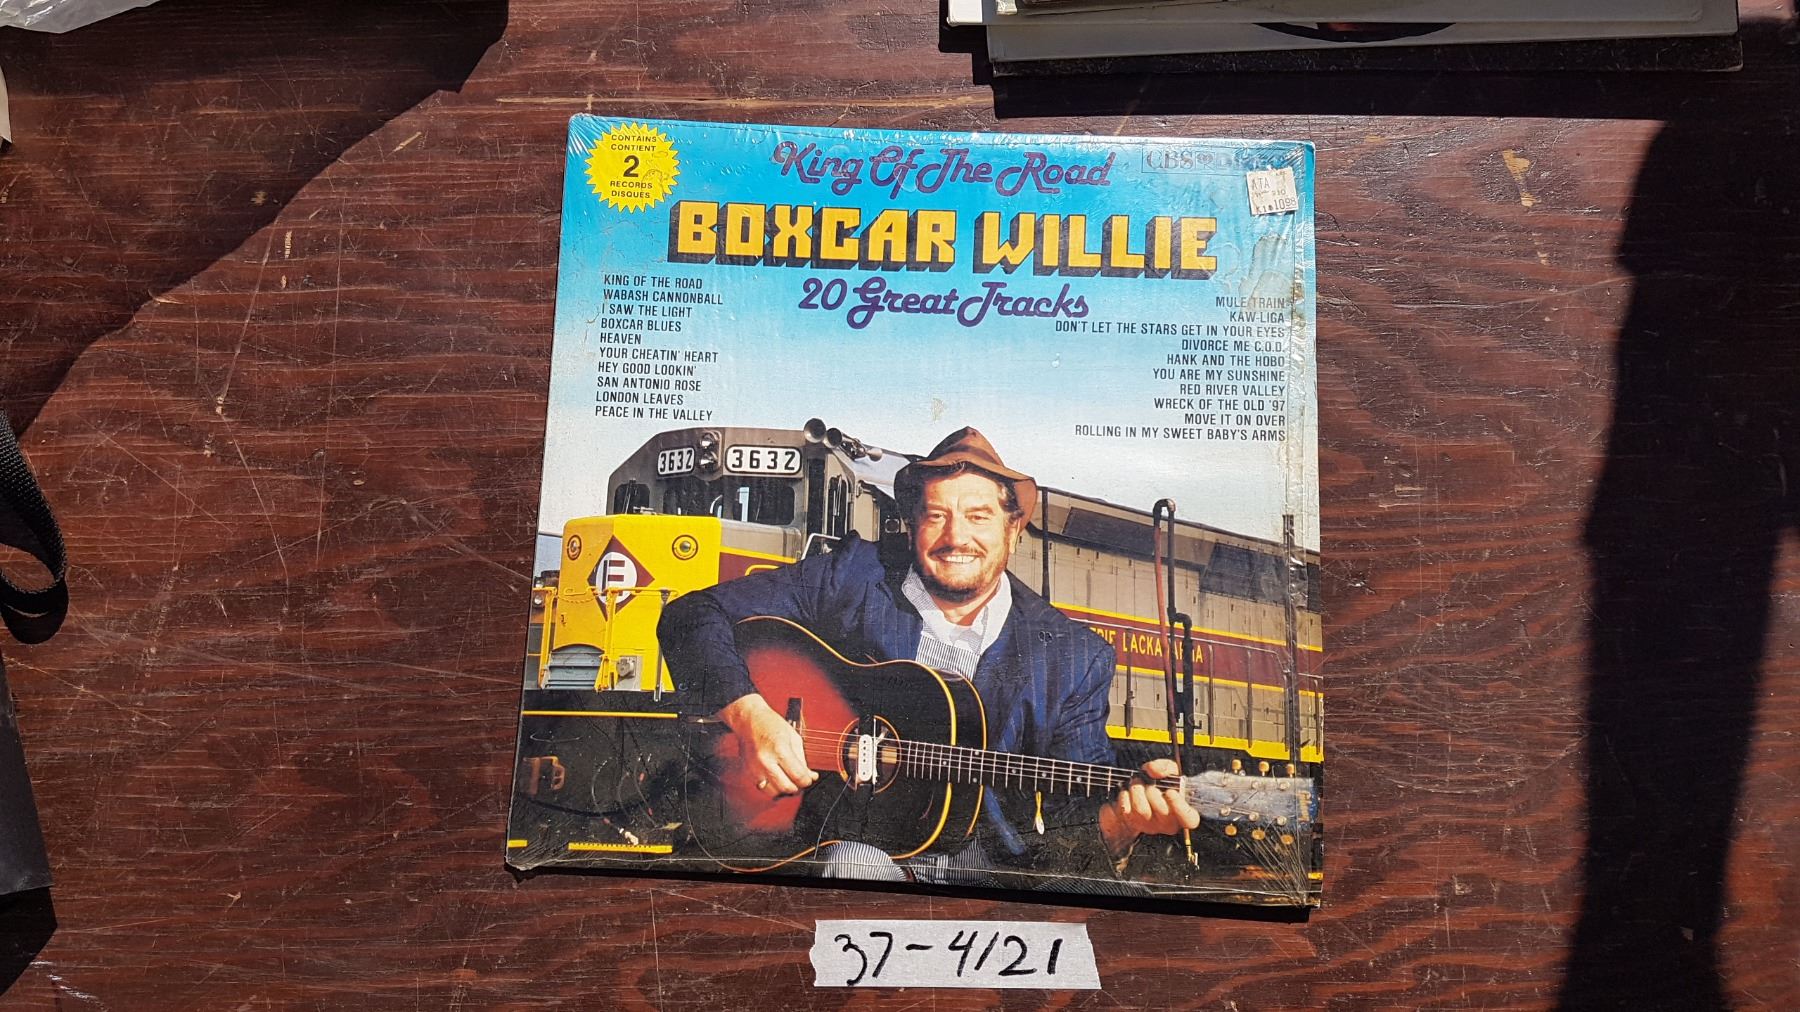 CONTAINS
CONTIENT
2
RECORDS
DISQUES
King Of The Road
CBS
BOXCAR WILLIE
20 Great Tracks
KING OF THE ROAD
WABASH CANNONBALL
I SAW THE LIGHT
BOXCAR BLUES
HEAVEN
YOUR CHEATIN' HEART
HEY GOOD LOOKIN'
SAN ANTONIO ROSE
LONDON LEAVES
PEACE IN THE VALLEY
MULE TRAIN
KAW-LIGA
DON'T LET THE STARS GET IN YOUR EYES
DIVORCE ME C.O.D.
HANK AND THE HOBO
YOU ARE MY SUNSHINE
RED RIVER VALLEY
WRECK OF THE OLD '97
MOVE IT ON OVER
ROLLING IN MY SWEET BABY'S ARMS
3632
3632
E
LACKA
37-4/21